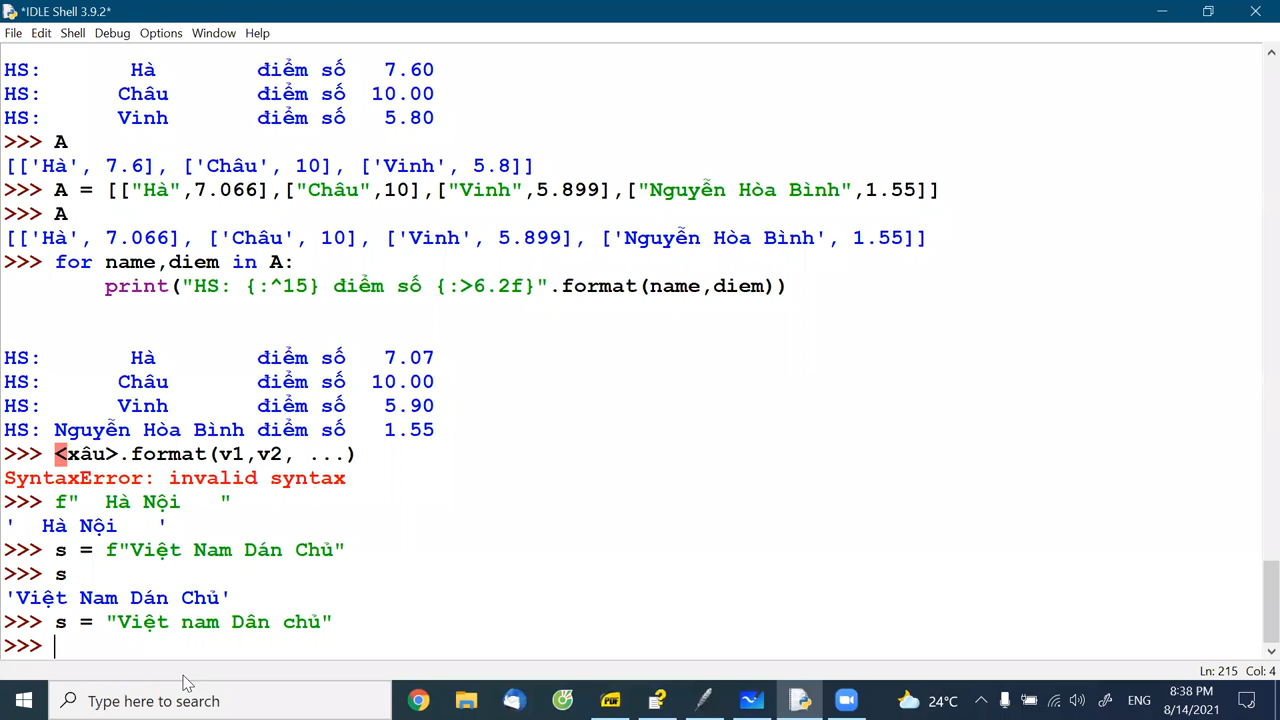 *IDLE Shell 3.9.2*
File Edit Shell Debug Options Window Help
HS:       Hà        điểm số   7.60
HS:      Châu       điểm số  10.00
HS:      Vinh       điểm số   5.80
>>> A
[['Hà', 7.6], ['Châu', 10], ['Vinh', 5.8]]
>>> A = [["Hà",7.066],["Châu",10],["Vinh",5.899],["Nguyễn Hòa Bình",1.55]]
>>> A
[['Hà', 7.066], ['Châu', 10], ['Vinh', 5.899], ['Nguyễn Hòa Bình', 1.55]]
>>> for name,diem in A:
        print("HS: {:^15} điểm số {:>6.2f}".format(name,diem))
HS:       Hà        điểm số   7.07
HS:      Châu       điểm số  10.00
HS:      Vinh       điểm số   5.90
HS: Nguyễn Hòa Bình điểm số   1.55
>>> <xâu>.format(v1,v2, ...)
SyntaxError: invalid syntax
>>> f"  Hà Nội   "
'  Hà Nội   '
>>> s = f"Việt Nam Dán Chủ"
>>> s
'Việt Nam Dán Chủ'
>>> s = "Việt nam Dân chủ"
>>>
Ln: 215 Col: 4
Type here to search
PDF
24°C
ENG
8:38 PM
8/14/2021